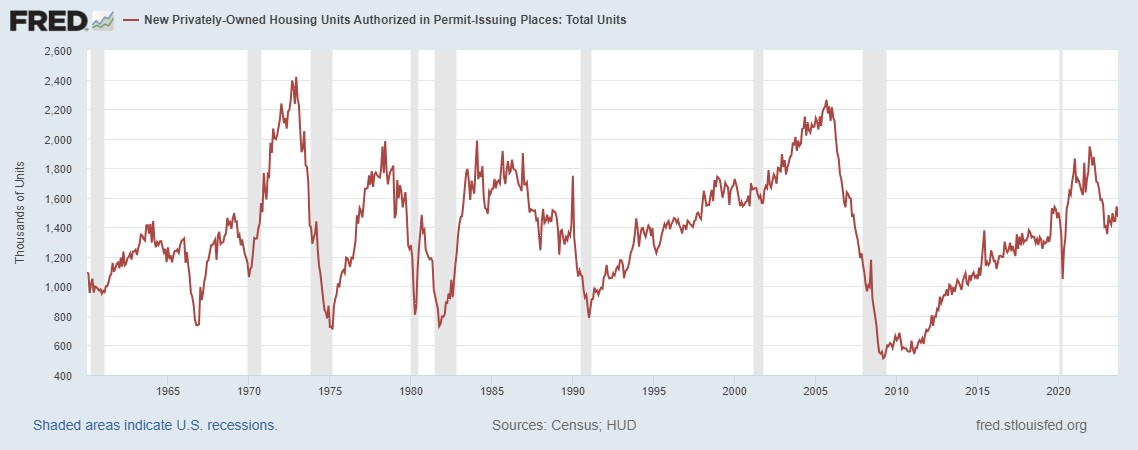 FRED
New Privately-Owned Housing Units Authorized in Permit-Issuing Places: Total Units
Thousands of Units
2,600
2,400
2,200
2,000
1,800
1,600
1,400
1,200
1,000
800
600
400
1965 1970 1975 1980 1985 1990 1995 2000 2005 2010 2015 2020
Shaded areas indicate U.S. recessions. Sources: Census; HUD fred.stlouisfed.org